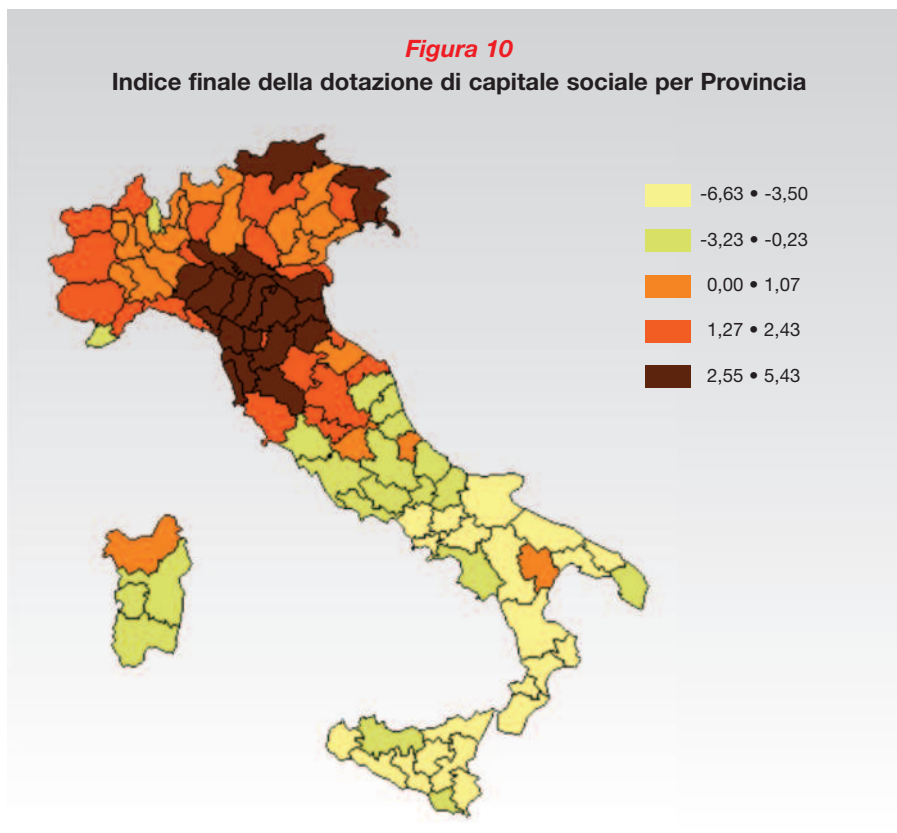 Figura 10
Indice finale della dotazione di capitale sociale per Provincia
-6,63 • -3,50
-3,23 • -0,23
0,00 • 1,07
1,27 • 2,43
2,55 • 5,43